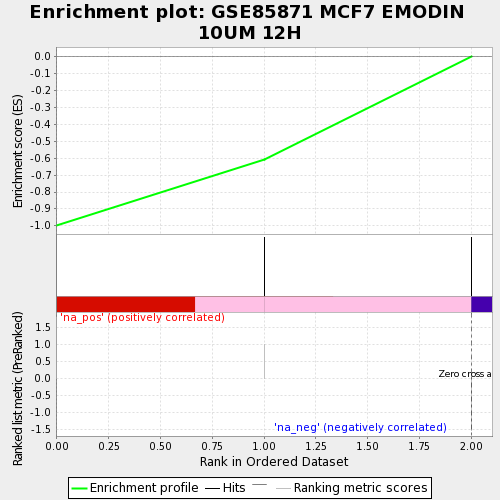 Enrichment plot: GSE85871 MCF7 EMODIN
10UM 12H
Enrichment score (ES)
0.0
-0.1
-0.2
-0.3
-0.4
-0.5
-0.6
-0.7
-0.8
-0.9
-1.0
'na_pos' (positively correlated)
Ranked list metric (PreRanked)
1.5
1.0
0.5
0.0
-0.5
-1.0
-1.5
Zero cross a
'na_neg' (negatively correlated)
0.00 0.25 0.50 0.75 1.00 1.25 1.50 1.75 2.00
Rank in Ordered Dataset
Enrichment profile Hits Ranking metric scores